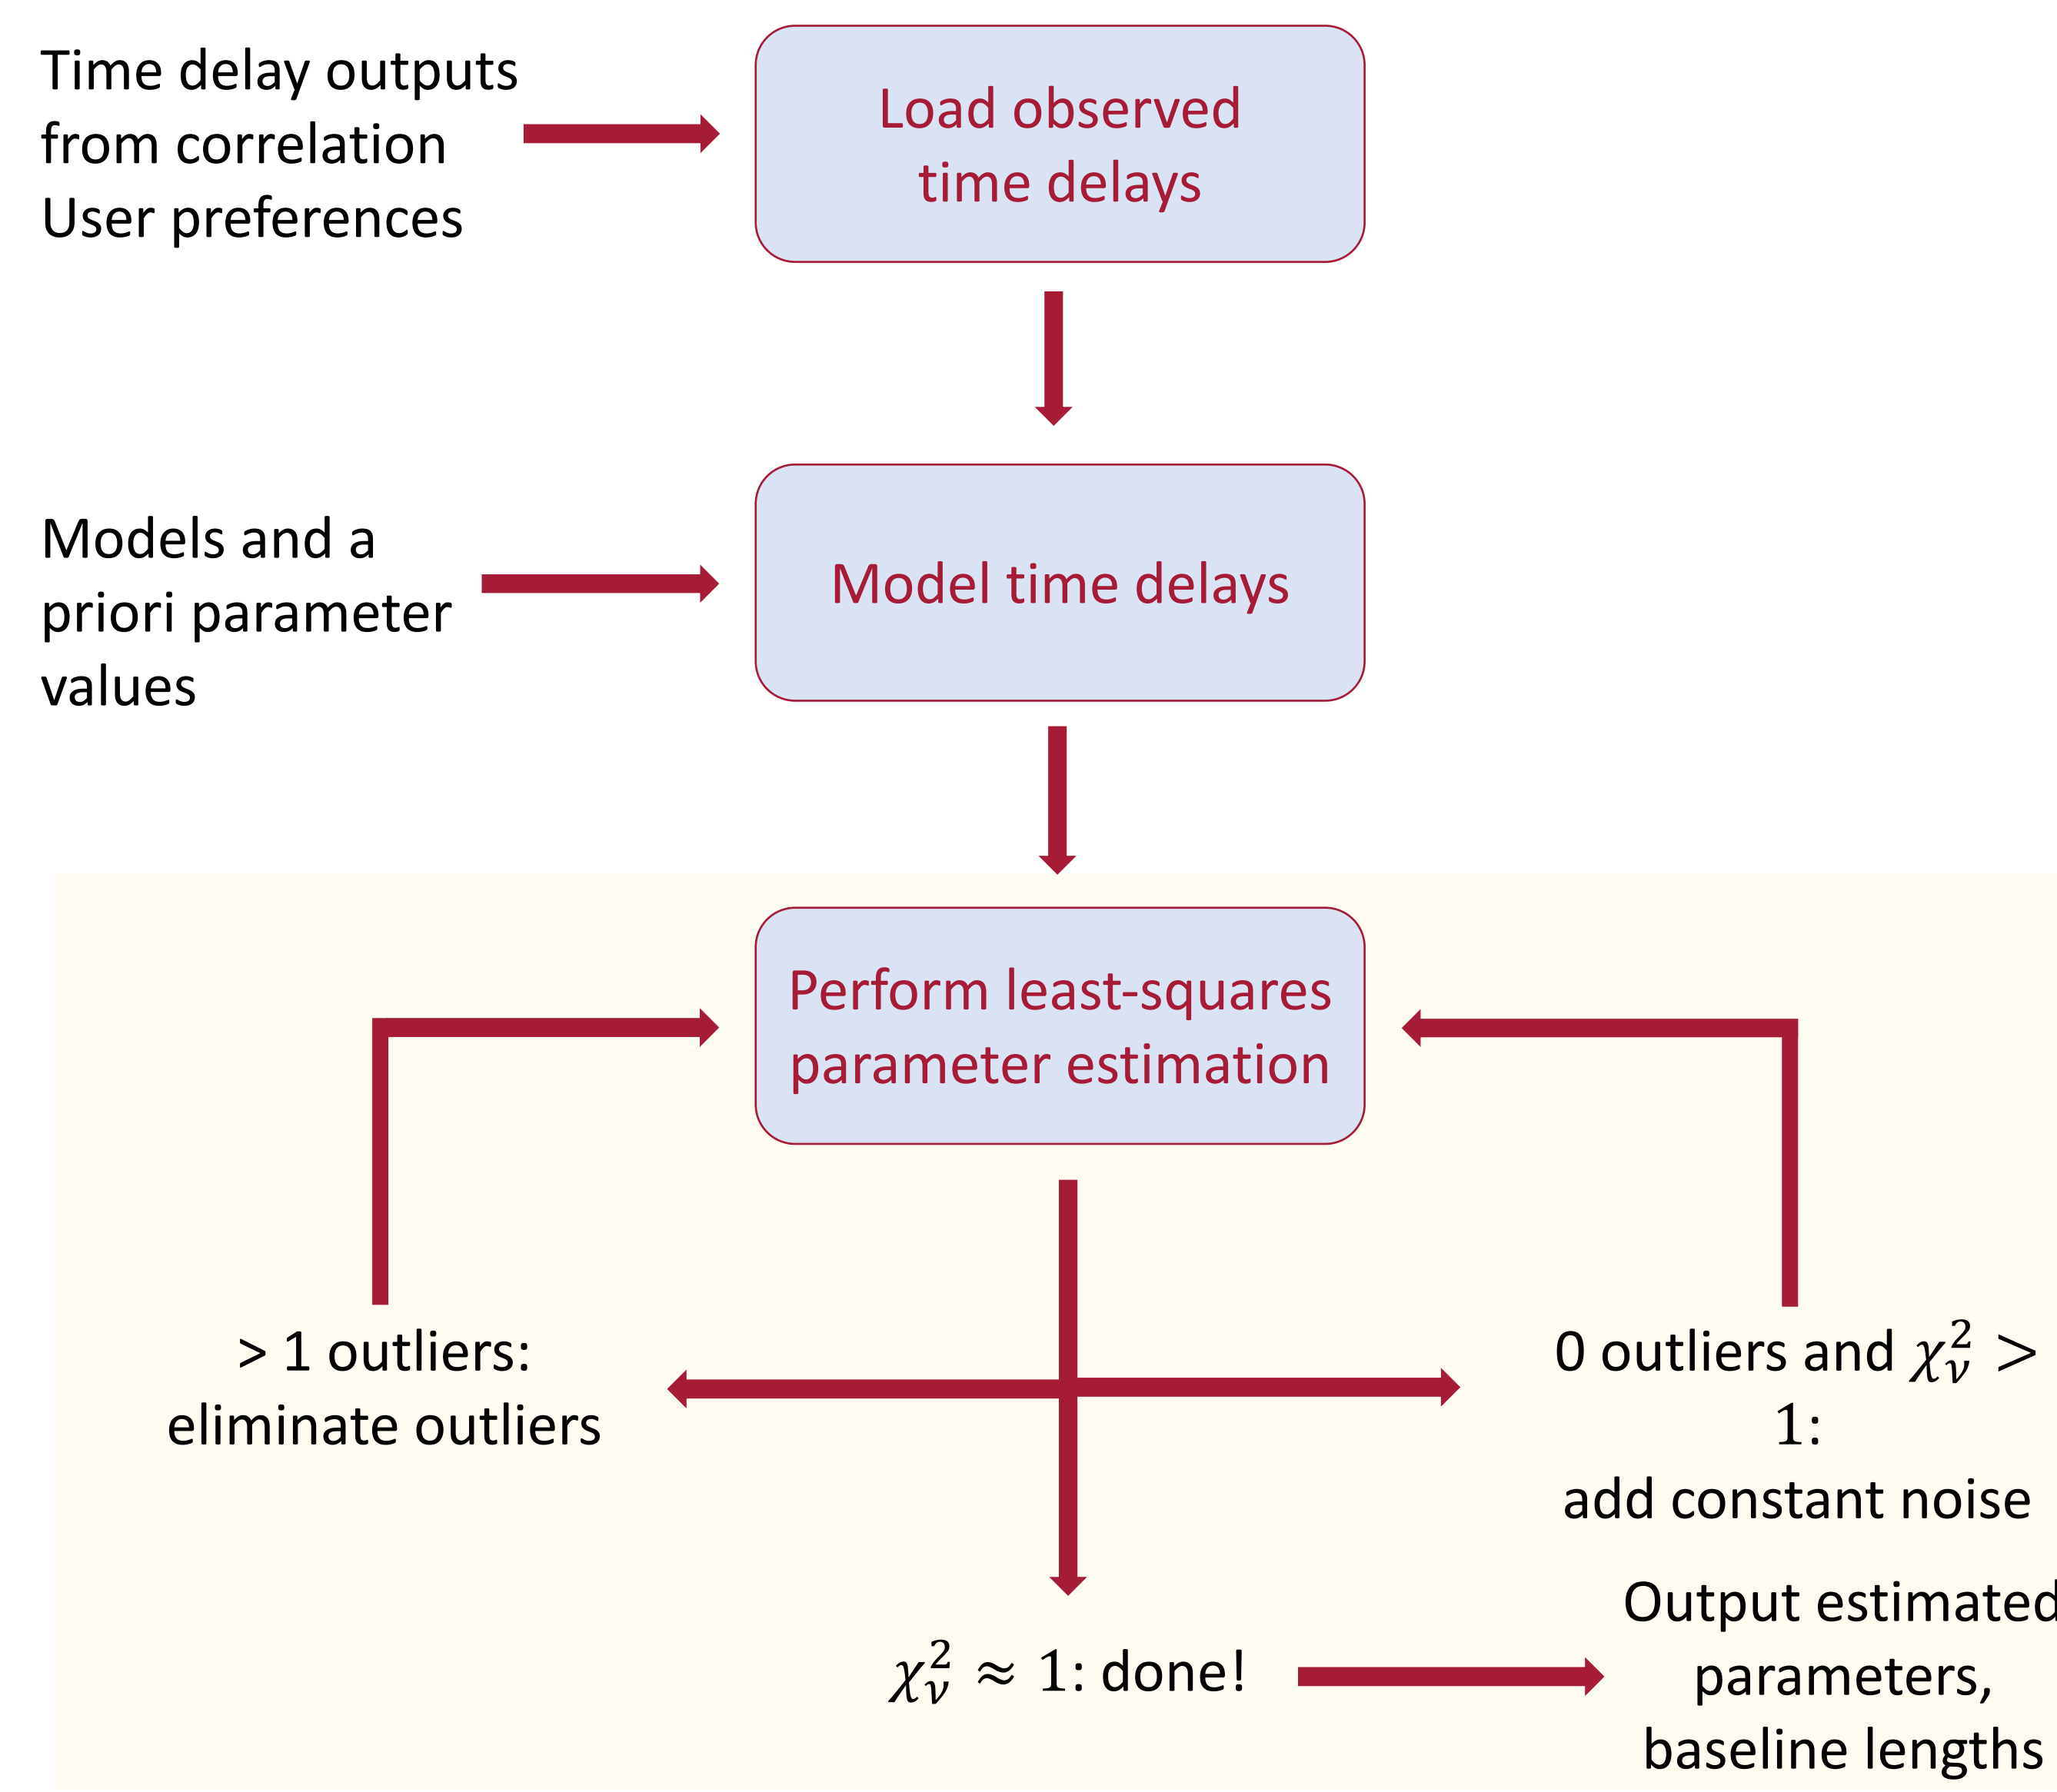 Time delay outputs
from correlation
User preferences
Load observed
time delays
Models and a
priori parameter
values
Model time delays
Perform least-squares
parameter estimation
> 1 outliers:
eliminate outliers
0 outliers and χ²ᵥ >
1:
add constant noise
χ²ᵥ ≈ 1: done!
Output estimated
parameters,
baseline lengths